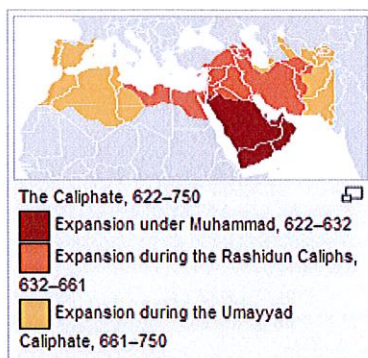 The Caliphate, 622–750
Expansion under Muhammad, 622–632
Expansion during the Rashidun Caliphs,
632–661
Expansion during the Umayyad
Caliphate, 661–750